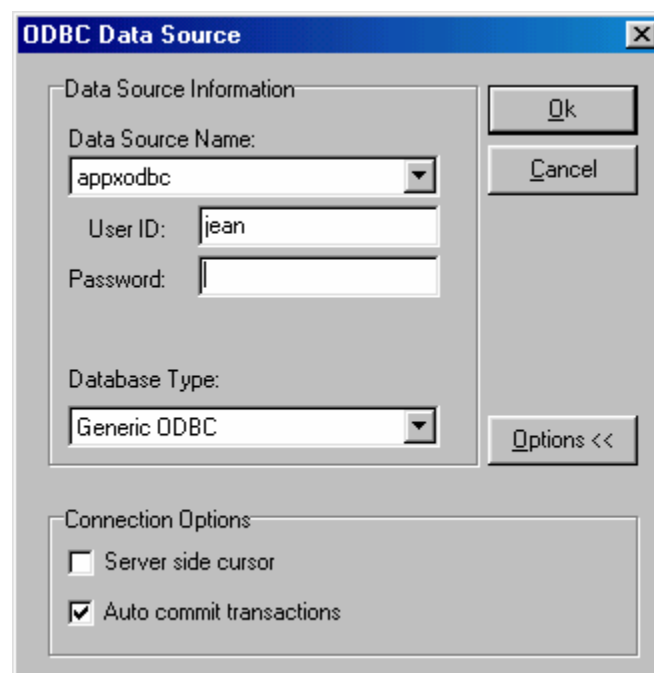 ODBC Data Source
Data Source Information
Ok
Data Source Name:
appxodbc
Cancel
User ID: jean
Password:
Database Type:
Generic ODBC
Options <<
Connection Options
Server side cursor
Auto commit transactions